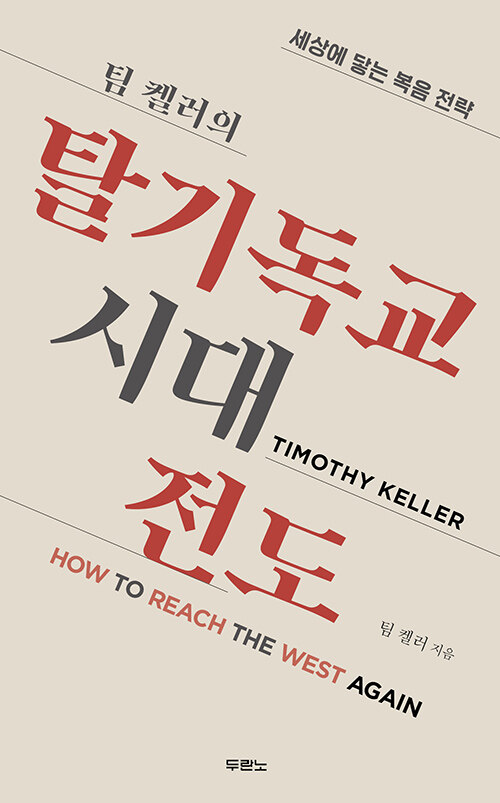 세상에 닿는 복음 전략
팀 켈러의
탈기독교
시대
TIMOTHY KELLER
전도
HOW TO REACH THE WEST AGAIN
팀 켈러 지음
두란노